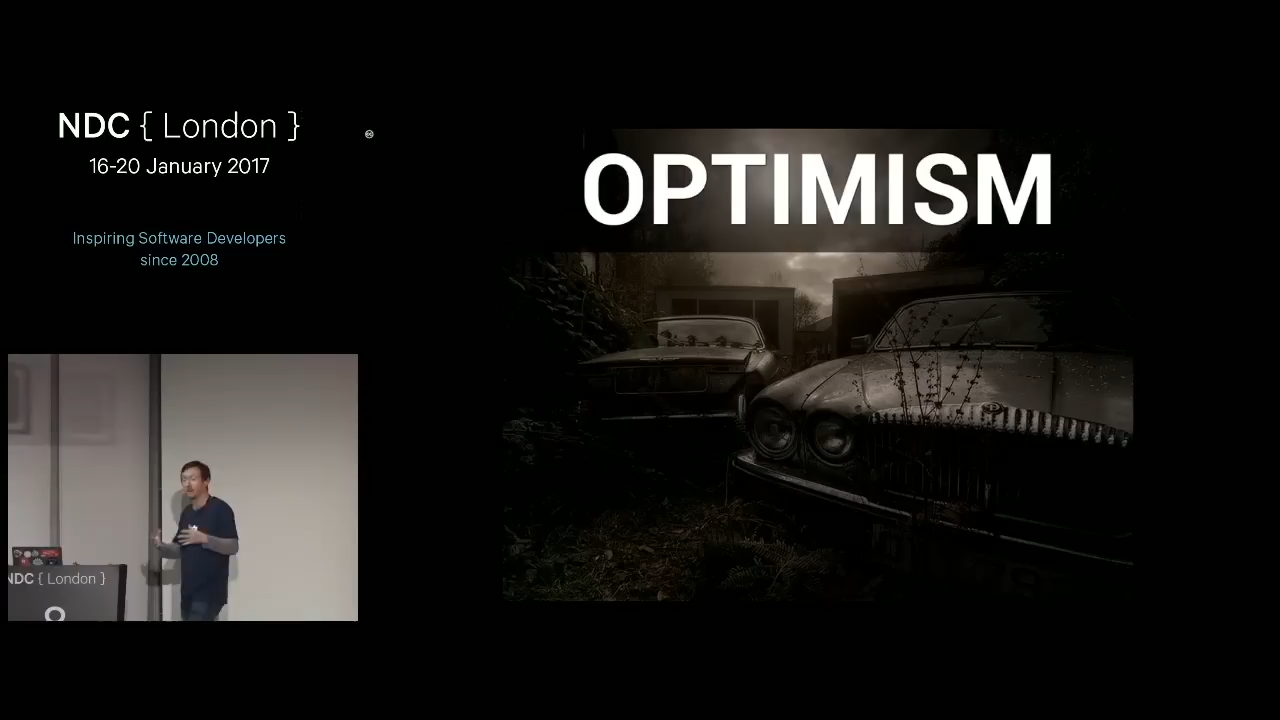 NDC { London }
16-20 January 2017
Inspiring Software Developers
since 2008
OPTIMISM
NDC { London }